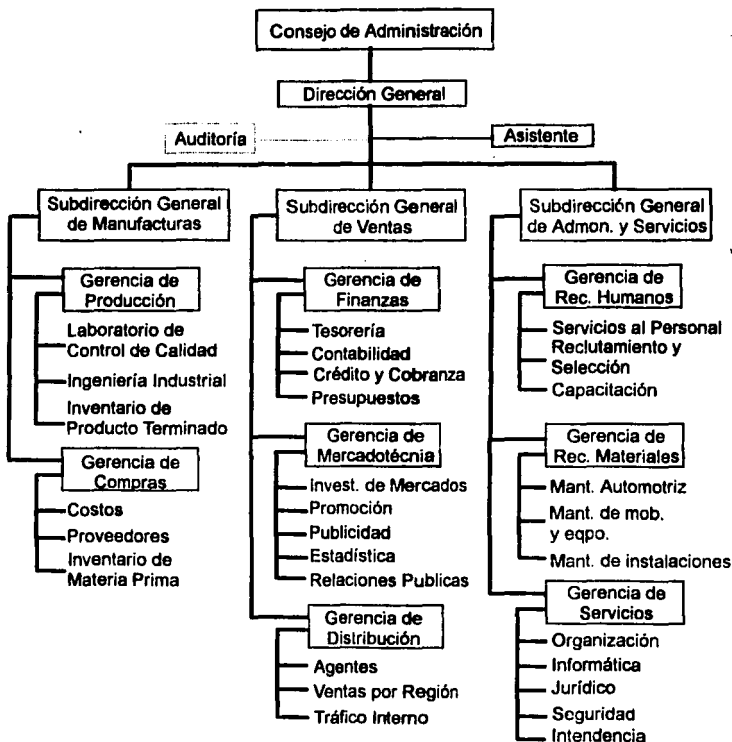 Consejo de Administración
Dirección General
Auditoría
Asistente
Subdirección General
de Manufacturas
Gerencia de
Producción
Laboratorio de
Control de Calidad
Ingeniería Industrial
Inventario de
Producto Terminado
Gerencia de
Compras
Costos
Proveedores
Inventario de
Materia Prima
Subdirección General
de Ventas
Gerencia de
Finanzas
Tesorería
Contabilidad
Crédito y Cobranza
Presupuestos
Gerencia de
Mercadotécnia
Invest. de Mercados
Promoción
Publicidad
Estadística
Relaciones Publicas
Gerencia de
Distribución
Agentes
Ventas por Región
Tráfico Interno
Subdirección General
de Admon. y Servicios
Gerencia de
Rec. Humanos
Servicios al Personal
Reclutamiento y
Selección
Capacitación
Gerencia de
Rec. Materiales
Mant. Automotriz
Mant. de mob.
y eqpo.
Mant. de instalaciones
Gerencia de
Servicios
Organización
Informática
Jurídico
Seguridad
Intendencia